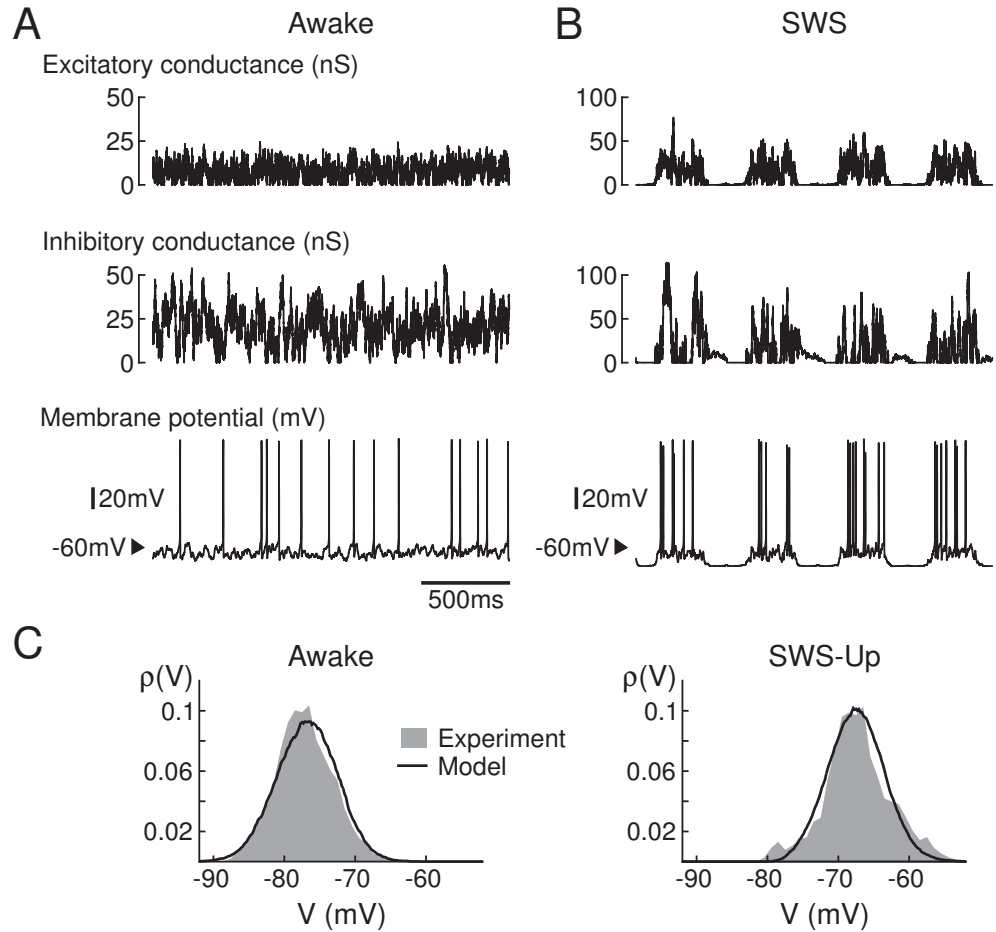 A
Awake
B
SWS
Excitatory conductance (nS)
50
25
0
100
50
0
Inhibitory conductance (nS)
50
25
0
100
50
0
Membrane potential (mV)
20mV
-60mV
500ms
20mV
-60mV
C
Awake
ρ(V)
0.1
0.06
0.02
-90 -80 -70 -60
V (mV)
Experiment
Model
SWS-Up
ρ(V)
0.1
0.06
0.02
-90 -80 -70 -60
V (mV)